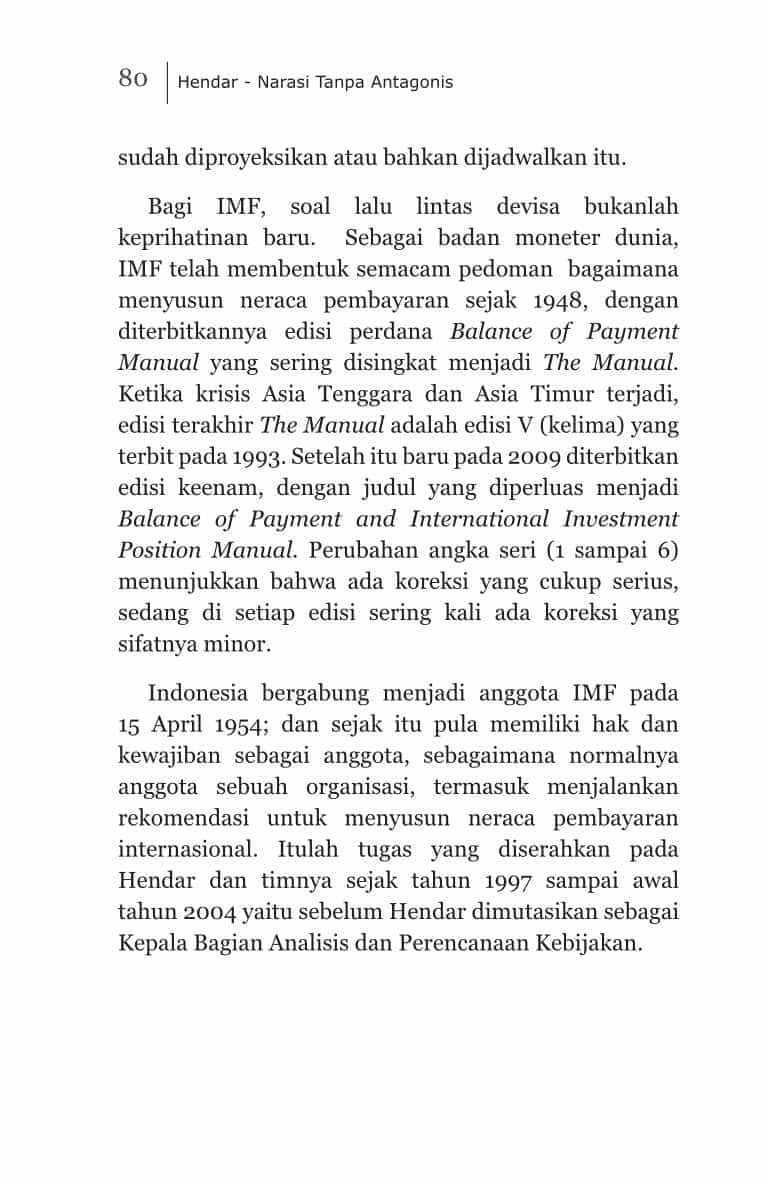 80
Hendar - Narasi Tanpa Antagonis
sudah diproyeksikan atau bahkan dijadwalkan itu.
Bagi IMF, soal lalu lintas devisa bukanlah
keprihatinan baru. Sebagai badan moneter dunia,
IMF telah membentuk semacam pedoman bagaimana
menyusun neraca pembayaran sejak 1948, dengan
diterbitkannya edisi perdana Balance of Payment
Manual yang sering disingkat menjadi The Manual.
Ketika krisis Asia Tenggara dan Asia Timur terjadi,
edisi terakhir The Manual adalah edisi V (kelima) yang
terbit pada 1993. Setelah itu baru pada 2009 diterbitkan
edisi keenam, dengan judul yang diperluas menjadi
Balance of Payment and International Investment
Position Manual. Perubahan angka seri (1 sampai 6)
menunjukkan bahwa ada koreksi yang cukup serius,
sedang di setiap edisi sering kali ada koreksi yang
sifatnya minor.
Indonesia bergabung menjadi anggota IMF pada
15 April 1954; dan sejak itu pula memiliki hak dan
kewajiban sebagai anggota, sebagaimana normalnya
anggota sebuah organisasi, termasuk menjalankan
rekomendasi untuk menyusun neraca pembayaran
internasional. Itulah tugas yang diserahkan pada
Hendar dan timnya sejak tahun 1997 sampai awal
tahun 2004 yaitu sebelum Hendar dimutasikan sebagai
Kepala Bagian Analisis dan Perencanaan Kebijakan.